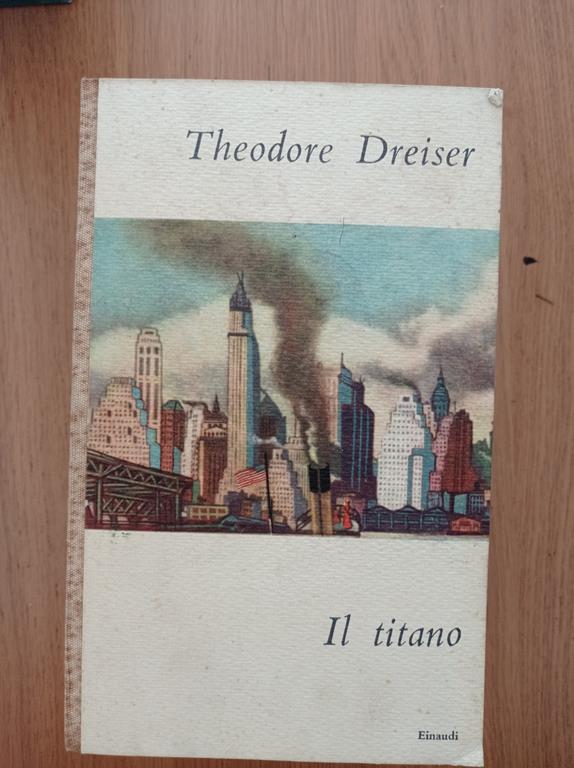 Theodore Dreiser
Il titano
Einaudi